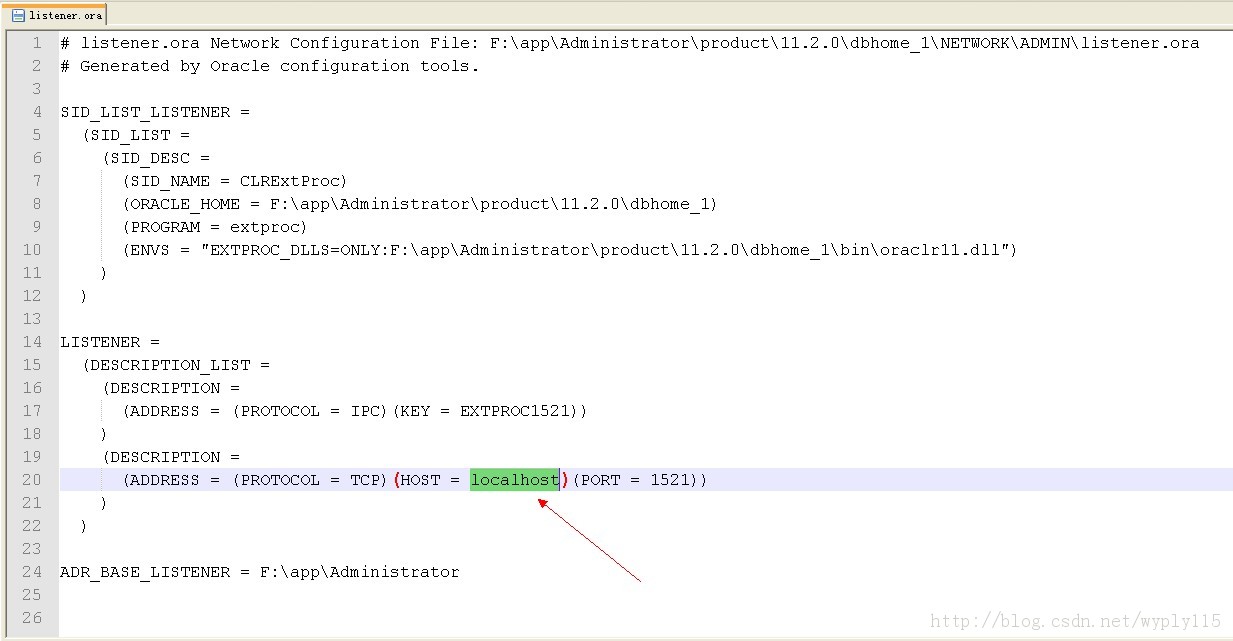 listener.ora
1 # listener.ora Network Configuration File: F:\app\Administrator\product\11.2.0\dbhome_1\NETWORK\ADMIN\listener.ora
2 # Generated by Oracle configuration tools.
3
4 SID_LIST_LISTENER =
5 (SID_LIST =
6 (SID_DESC =
7 (SID_NAME = CLRExtProc)
8 (ORACLE_HOME = F:\app\Administrator\product\11.2.0\dbhome_1)
9 (PROGRAM = extproc)
10 (ENVS = "EXTPROC_DLLS=ONLY:F:\app\Administrator\product\11.2.0\dbhome_1\bin\oraclr11.dll")
11 )
12 )
13
14 LISTENER =
15 (DESCRIPTION_LIST =
16 (DESCRIPTION =
17 (ADDRESS = (PROTOCOL = IPC)(KEY = EXTPROC1521))
18 )
19 (DESCRIPTION =
20 (ADDRESS = (PROTOCOL = TCP)(HOST = localhost)(PORT = 1521))
21 )
22 )
23
24 ADR_BASE_LISTENER = F:\app\Administrator
25
26
http://blog.csdn.net/wyply115